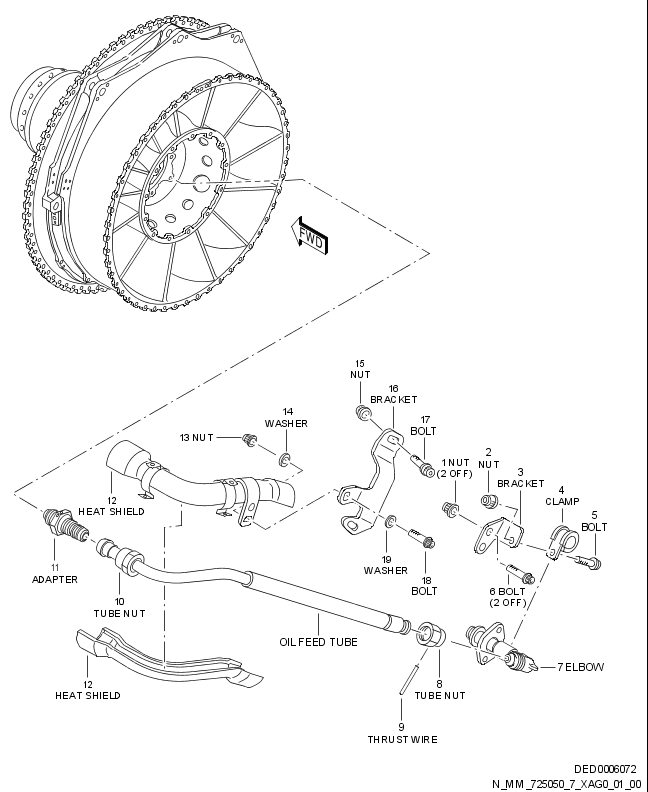 FWD
15
NUT
16
BRACKET
17
BOLT
14
WASHER
13 NUT
1 NUT
(2 OFF)
2
NUT
3
BRACKET
4
CLAMP
5
BOLT
12
HEAT SHIELD
19
WASHER
18
BOLT
6 BOLT
(2 OFF)
11
ADAPTER
10
TUBE NUT
OIL FEED TUBE
7 ELBOW
12
HEAT SHIELD
8
TUBE NUT
9
THRUST WIRE
DED0006072
N_MM_725050_7_XAG0_01_00